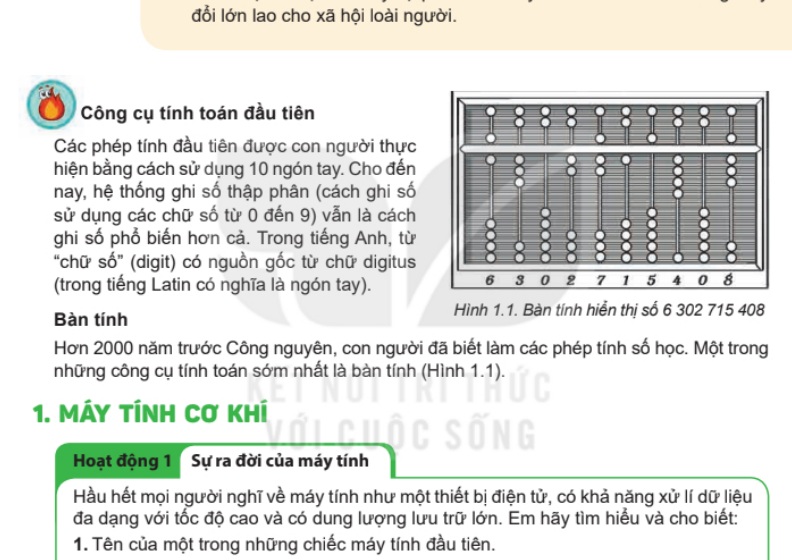 đổi lớn lao cho xã hội loài người.
Công cụ tính toán đầu tiên
Các phép tính đầu tiên được con người thực
hiện bằng cách sử dụng 10 ngón tay. Cho đến
nay, hệ thống ghi số thập phân (cách ghi số
sử dụng các chữ số từ 0 đến 9) vẫn là cách
ghi số phổ biến hơn cả. Trong tiếng Anh, từ
“chữ số” (digit) có nguồn gốc từ chữ digitus
(trong tiếng Latin có nghĩa là ngón tay).
6 3 0 2 7 1 5 4 0 8
Hình 1.1. Bàn tính hiển thị số 6 302 715 408
Bàn tính
Hơn 2000 năm trước Công nguyên, con người đã biết làm các phép tính số học. Một trong
những công cụ tính toán sớm nhất là bàn tính (Hình 1.1).
KẾT NỐI TRI THỨC
VỚI CUỘC SỐNG
1. MÁY TÍNH CƠ KHÍ
Hoạt động 1 Sự ra đời của máy tính
Hầu hết mọi người nghĩ về máy tính như một thiết bị điện tử, có khả năng xử lí dữ liệu
đa dạng với tốc độ cao và có dung lượng lưu trữ lớn. Em hãy tìm hiểu và cho biết:
1. Tên của một trong những chiếc máy tính đầu tiên.